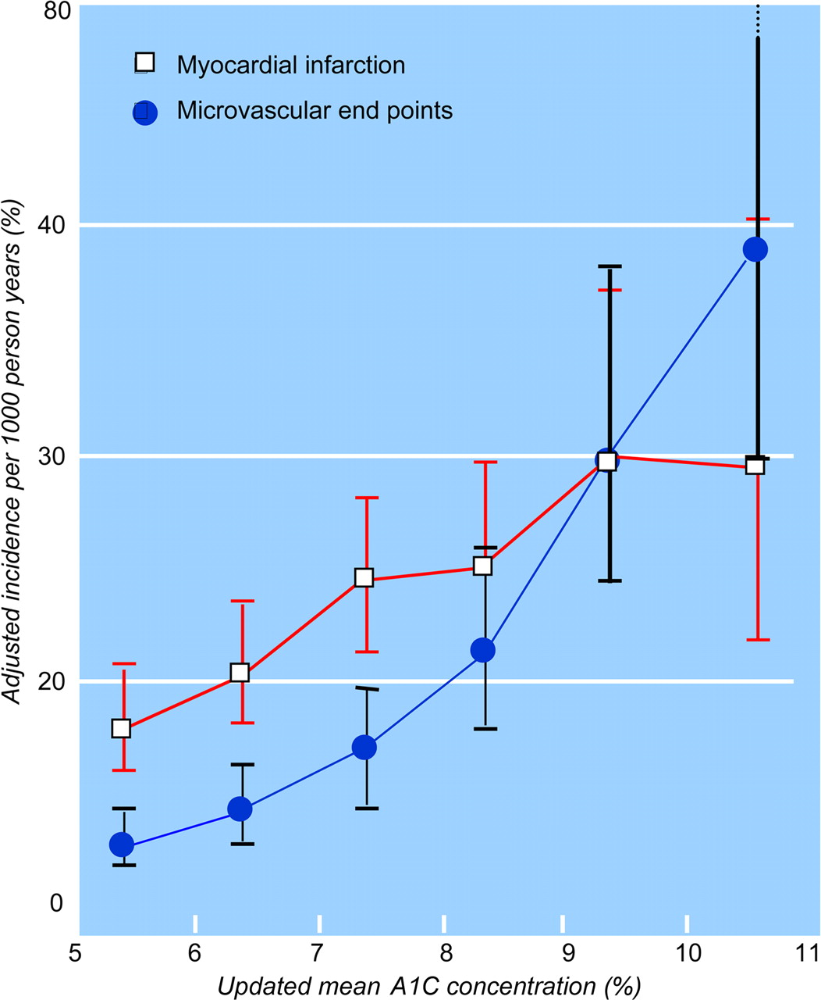 80
Myocardial infarction
Microvascular end points
40
30
20
0
Adjusted incidence per 1000 person years (%)
5 6 7 8 9 10 11
Updated mean A1C concentration (%)